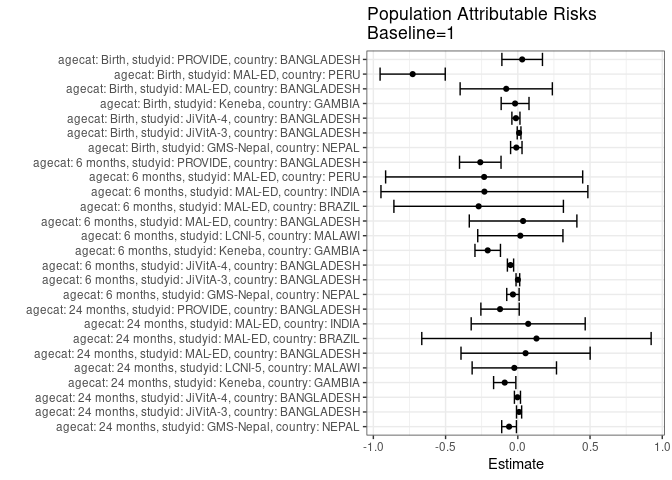 Population Attributable Risks
Baseline=1
agecat: Birth, studyid: PROVIDE, country: BANGLADESH
agecat: Birth, studyid: MAL-ED, country: PERU
agecat: Birth, studyid: MAL-ED, country: BANGLADESH
agecat: Birth, studyid: Keneba, country: GAMBIA
agecat: Birth, studyid: JiVitA-4, country: BANGLADESH
agecat: Birth, studyid: JiVitA-3, country: BANGLADESH
agecat: Birth, studyid: GMS-Nepal, country: NEPAL
agecat: 6 months, studyid: PROVIDE, country: BANGLADESH
agecat: 6 months, studyid: MAL-ED, country: PERU
agecat: 6 months, studyid: MAL-ED, country: INDIA
agecat: 6 months, studyid: MAL-ED, country: BRAZIL
agecat: 6 months, studyid: MAL-ED, country: BANGLADESH
agecat: 6 months, studyid: LCNI-5, country: MALAWI
agecat: 6 months, studyid: Keneba, country: GAMBIA
agecat: 6 months, studyid: JiVitA-4, country: BANGLADESH
agecat: 6 months, studyid: JiVitA-3, country: BANGLADESH
agecat: 6 months, studyid: GMS-Nepal, country: NEPAL
agecat: 24 months, studyid: PROVIDE, country: BANGLADESH
agecat: 24 months, studyid: MAL-ED, country: INDIA
agecat: 24 months, studyid: MAL-ED, country: BRAZIL
agecat: 24 months, studyid: MAL-ED, country: BANGLADESH
agecat: 24 months, studyid: LCNI-5, country: MALAWI
agecat: 24 months, studyid: Keneba, country: GAMBIA
agecat: 24 months, studyid: JiVitA-4, country: BANGLADESH
agecat: 24 months, studyid: JiVitA-3, country: BANGLADESH
agecat: 24 months, studyid: GMS-Nepal, country: NEPAL
-1.0 -0.5 0.0 0.5 1.0
Estimate